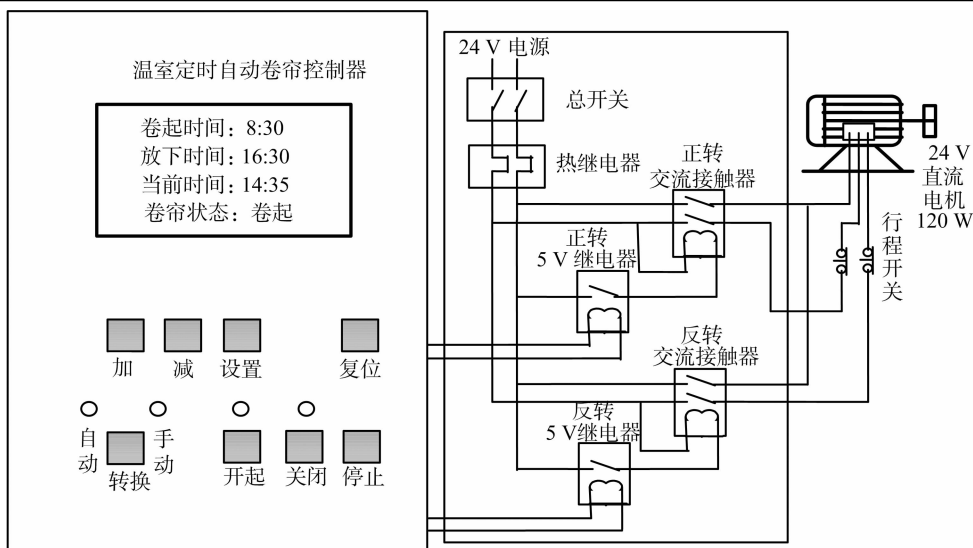 温室定时自动卷帘控制器
卷起时间：8:30
放下时间：16:30
当前时间：14:35
卷帘状态：卷起
加
减
设置
复位
自动
转换
手动
开起
关闭
停止
24 V 电源
总开关
热继电器
正转
交流接触器
正转
5 V 继电器
反转
交流接触器
反转
5 V继电器
24 V
直流
电机
120 W
行程开关